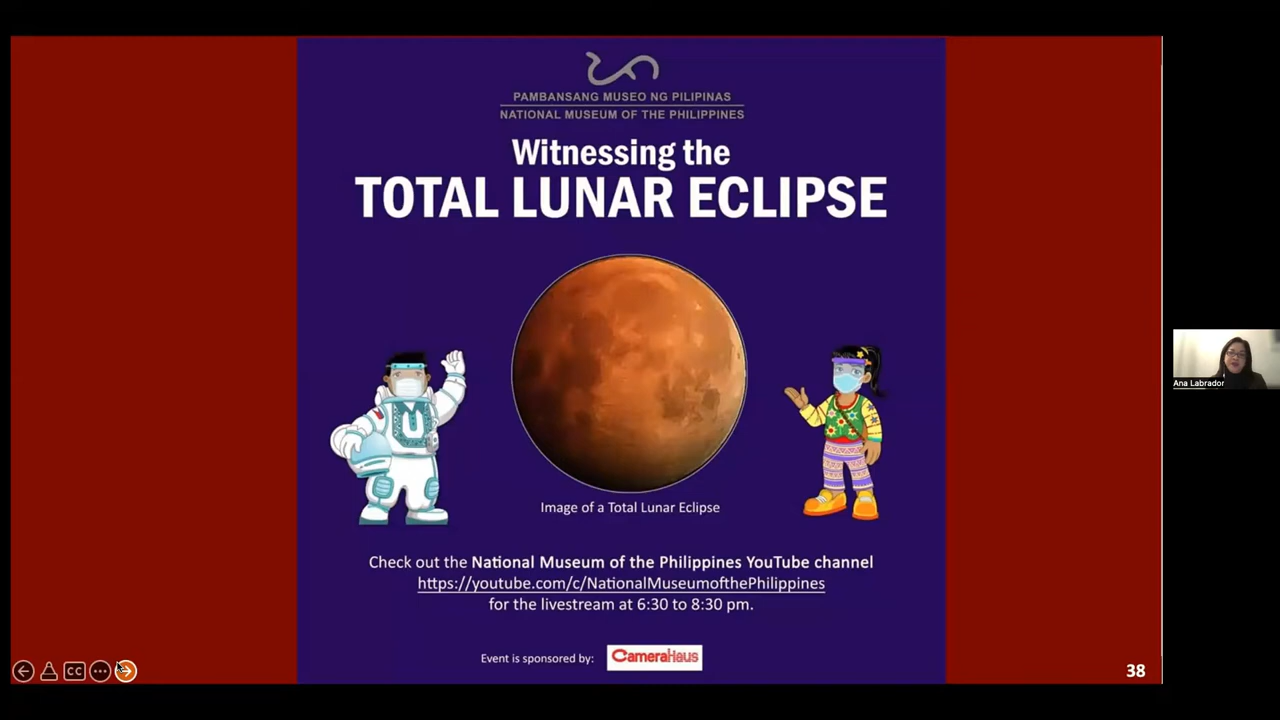 PAMBANSANG MUSEO NG PILIPINAS
NATIONAL MUSEUM OF THE PHILIPPINES
Witnessing the
TOTAL LUNAR ECLIPSE
U
Image of a Total Lunar Eclipse
Check out the National Museum of the Philippines YouTube channel
https://youtube.com/c/NationalMuseumofthePhilippines
for the livestream at 6:30 to 8:30 pm.
Event is sponsored by: CameraHaus
CC
38
Ana Labrador